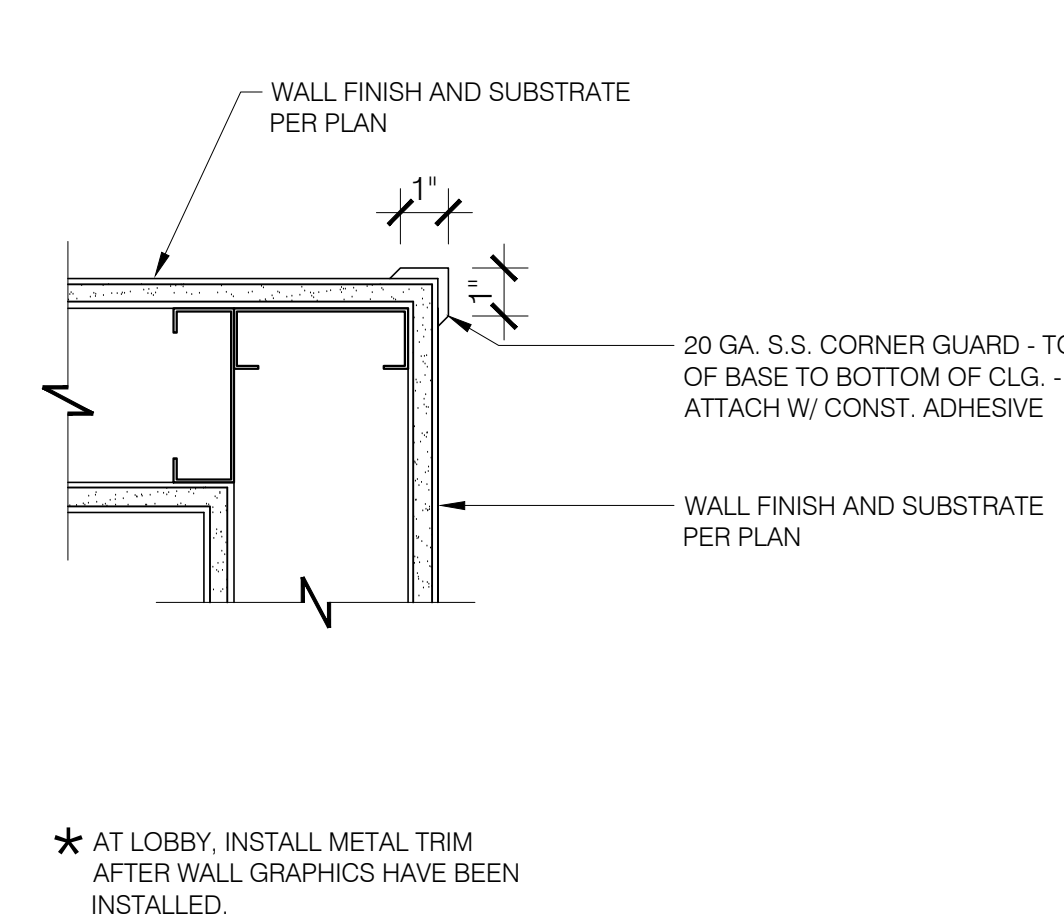 WALL FINISH AND SUBSTRATE
PER PLAN
1"
1"
20 GA. S.S. CORNER GUARD -
OF BASE TO BOTTOM OF CLG. -
ATTACH W/ CONST. ADHESIVE
WALL FINISH AND SUBSTRATE
PER PLAN
* AT LOBBY, INSTALL METAL TRIM
AFTER WALL GRAPHICS HAVE BEEN
INSTALLED.